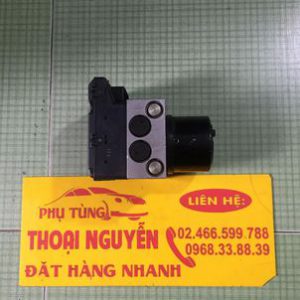 LIÊN HỆ:
PHỤ TÙNG
THOẠI NGUYỄN
02.466.599.788
0968.33.88.39
ĐẶT HÀNG NHANH